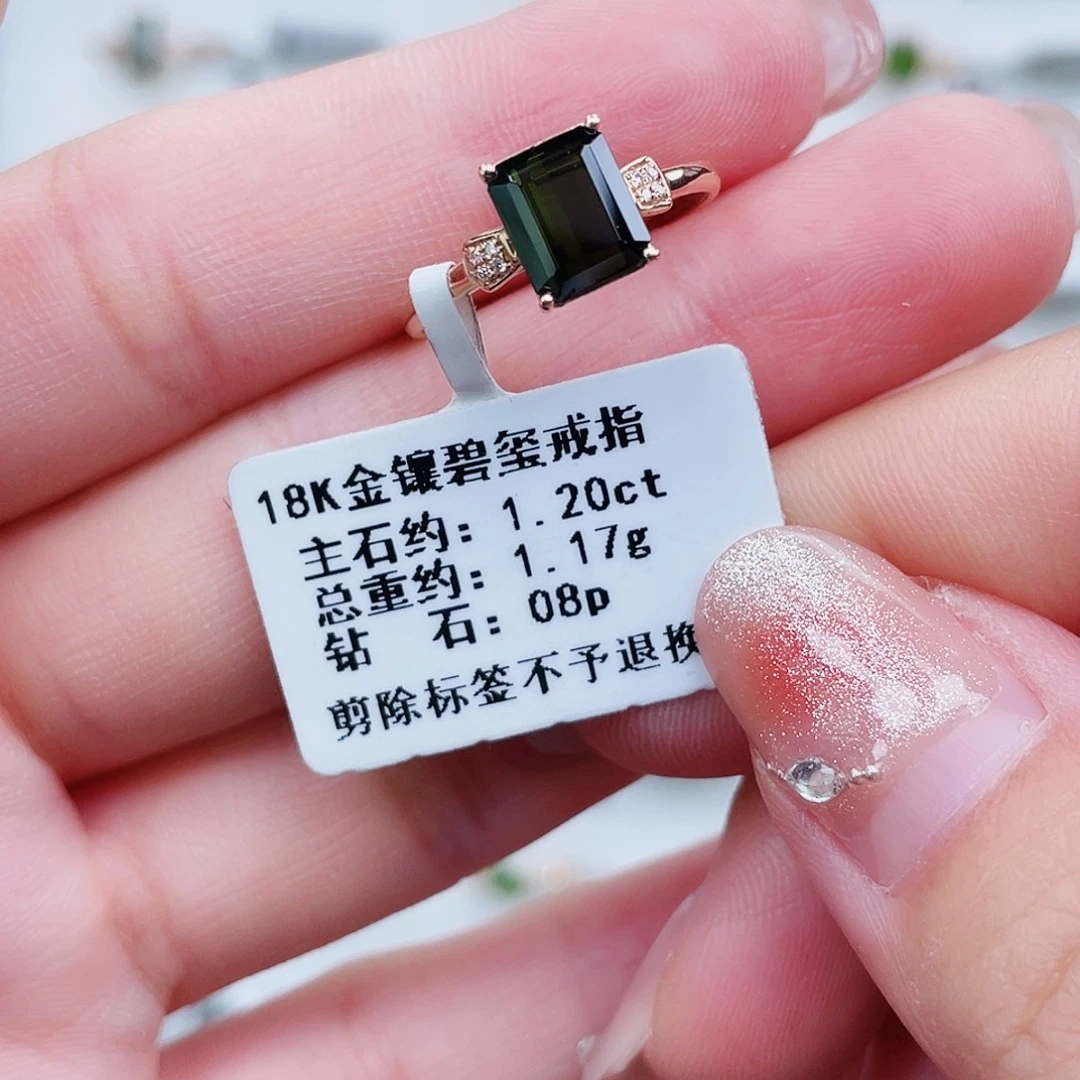 18K金镶碧玺戒指
主石约: 1.20ct
总重约: 1.17g
钻 石: 08p
剪除标签不予退换